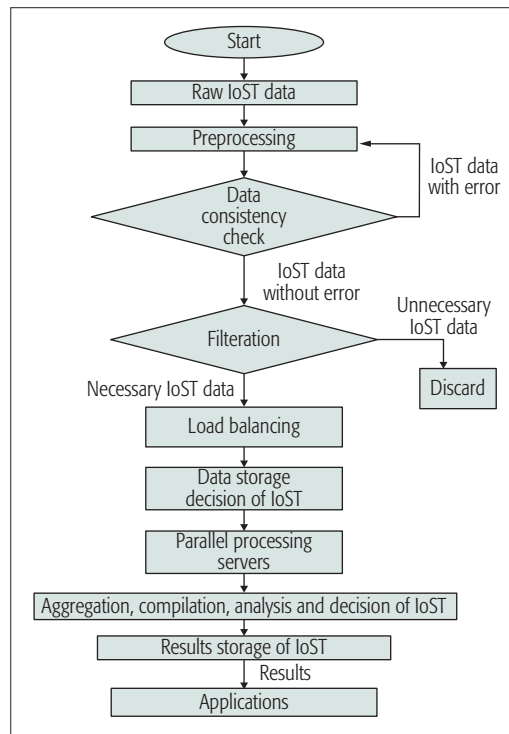 Start
Raw IoST data
Preprocessing
IoST data
with error
Data
consistency
check
IoST data
without error
Unnecessary
IoST data
Filteration
Discard
Necessary IoST data
Load balancing
Data storage
decision of IoST
Parallel processing
servers
Aggregation, compilation, analysis and decision of IoST
Results storage of IoST
Results
Applications